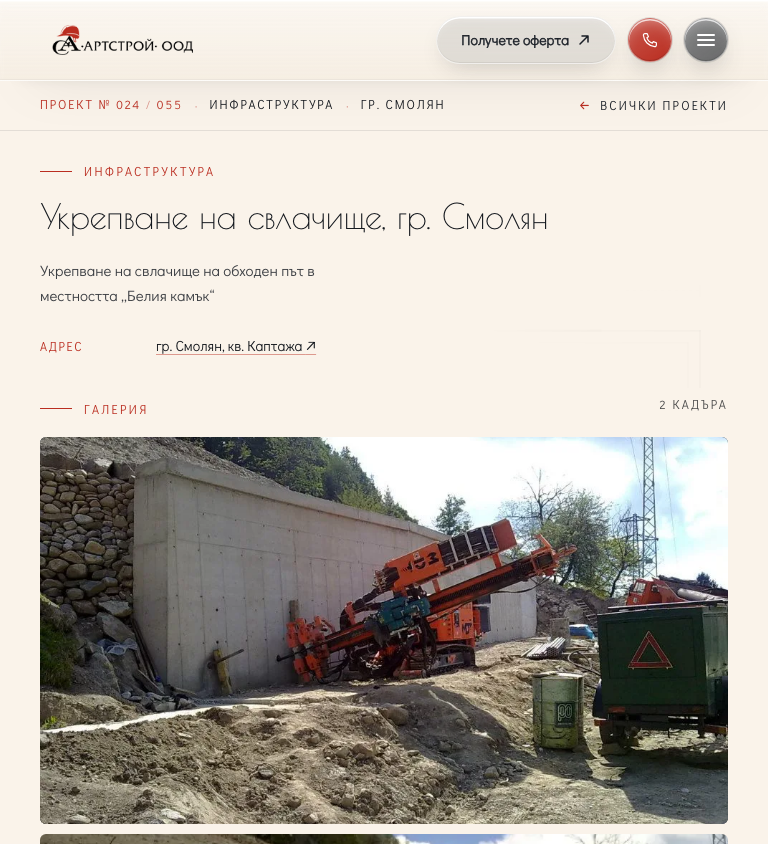 СА·АРТСТРОЙ· ООД
Получете оферта ↗
ПРОЕКТ № 024 / 055 · ИНФРАСТРУКТУРА · ГР. СМОЛЯН
← ВСИЧКИ ПРОЕКТИ
ИНФРАСТРУКТУРА
Укрепване на свлачище, гр. Смолян
Укрепване на свлачище на обходен път в
местността „Белия камък“
АДРЕС
гр. Смолян, кв. Каптажа ↗
ГАЛЕРИЯ
2 КАДЪРА